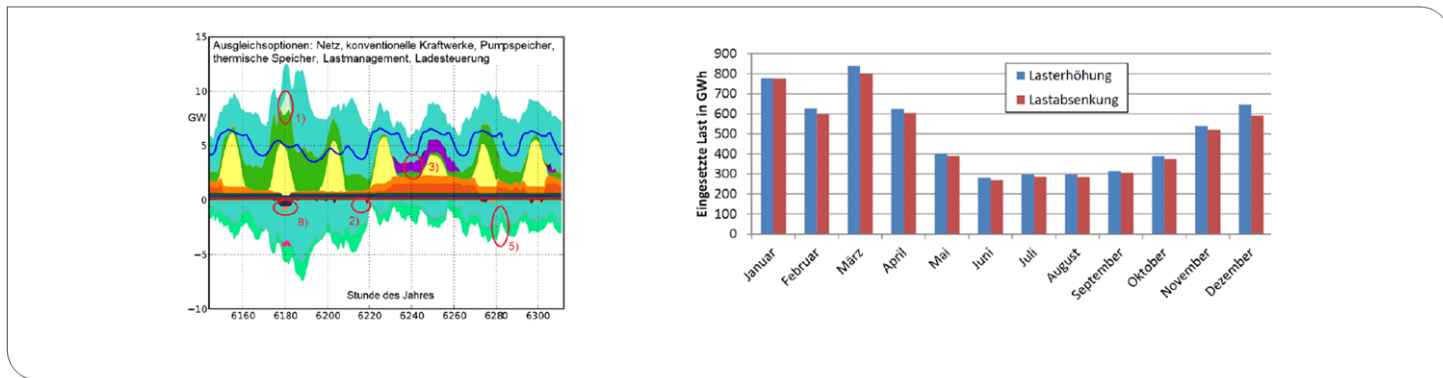 Ausgleichsoptionen: Netz, konventionelle Kraftwerke, Pumpspeicher,
thermische Speicher, Lastmanagement, Ladesteuerung
15
10
GW
5
0
−5
−10
1)
3)
8)
2)
5)
Stunde des Jahres
6160 6180 6200 6220 6240 6260 6280 6300
Eingesetzte Last in GWh
900
800
700
600
500
400
300
200
100
0
Lasterhöhung
Lastabsenkung
Januar
Februar
März
April
Mai
Juni
Juli
August
September
Oktober
November
Dezember